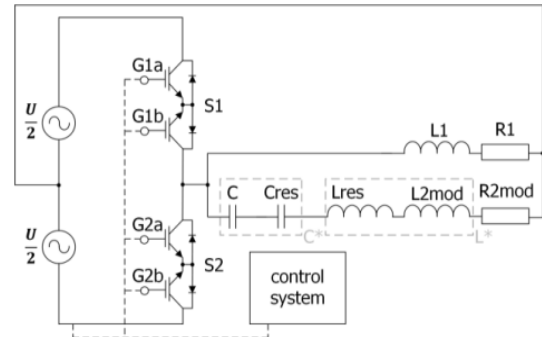 G1a
G1b
S1
U
2
L1
R1
C
Cres
Lres
L2mod
R2mod
C*
L*
U
2
G2a
G2b
S2
control
system